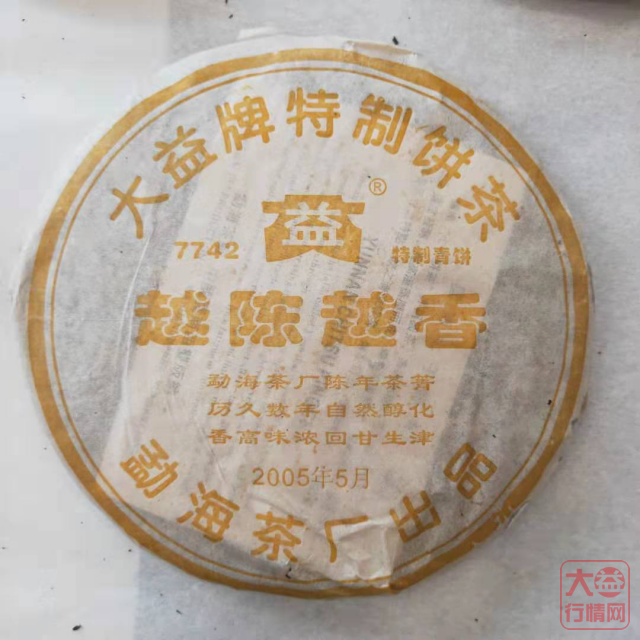 大益牌特制饼茶
益®
7742
特制青饼
越陈越香
勐海茶厂陈年茶菁
历久数年自然醇化
香高味浓回甘生津
2005年5月
勐海茶厂出品
大益
行情网